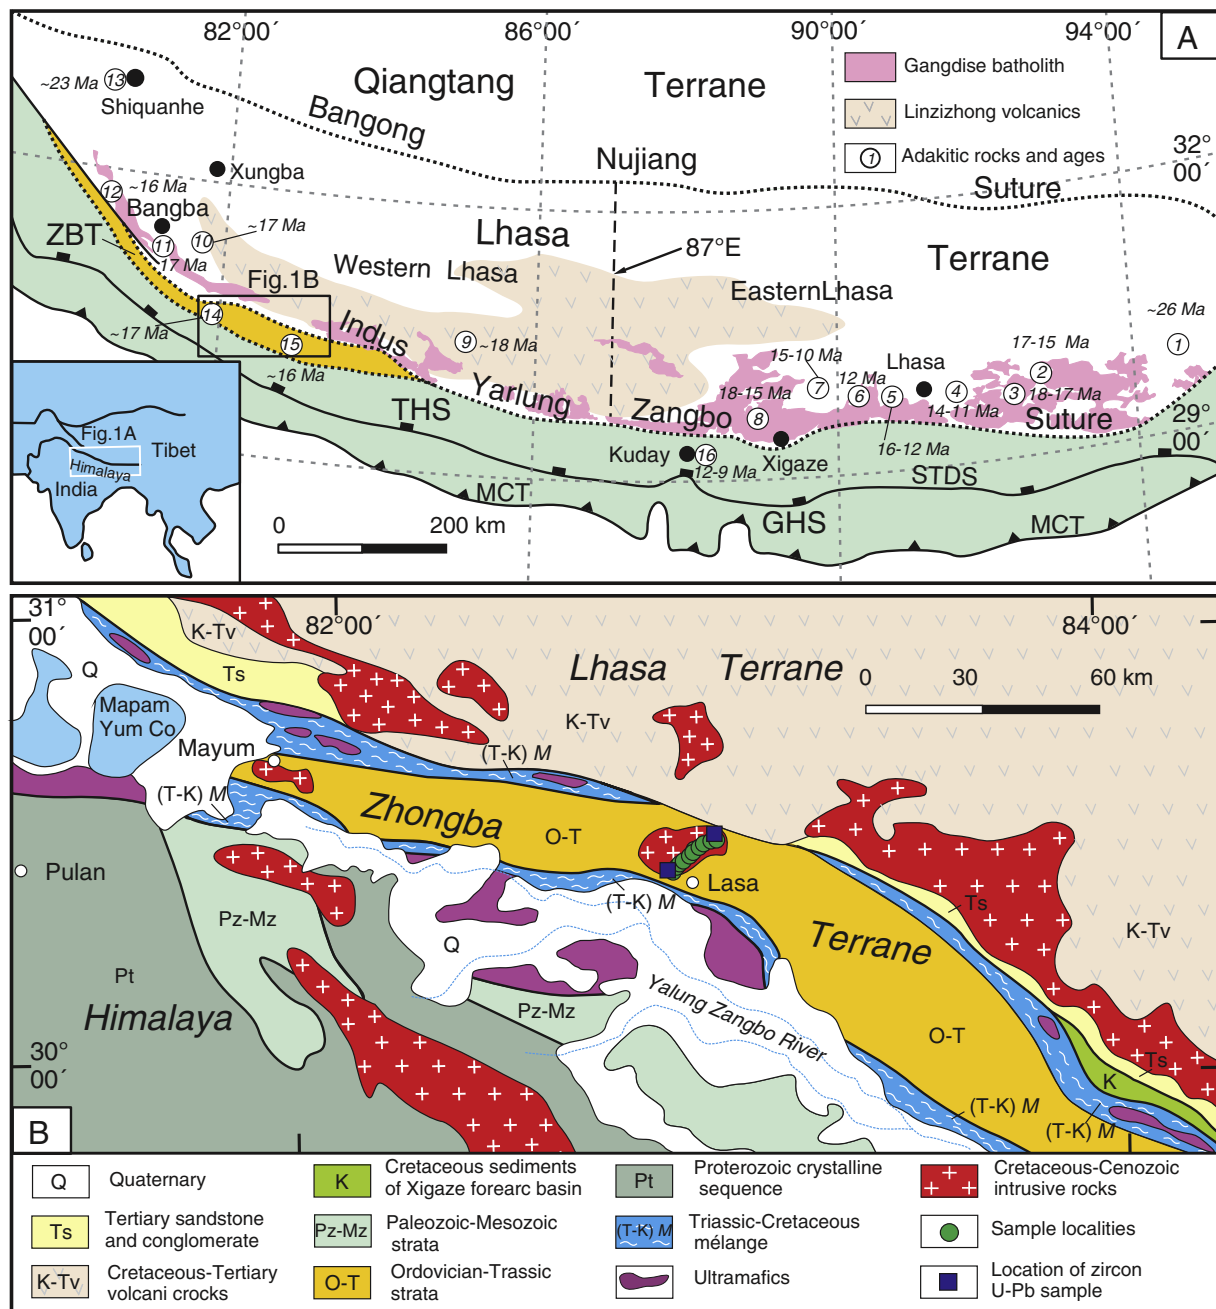 82°00´
86°00´
90°00´
94°00´
A
~23 Ma
13
Shiquanhe
Qiangtang
Terrane
Bangong
Nujiang
Suture
Gangdise batholith
Linzizhong volcanics
1
Adakitic rocks and ages
32°
00´
Xungba
12
~16 Ma
Bangba
11
10
~17 Ma
17 Ma
ZBT
Lhasa
Terrane
Western
Lhasa
87°E
EasternLhasa
Fig.1B
14
~17 Ma
15
~16 Ma
Indus
9
~18 Ma
Yarlung
Zangbo
Suture
15-10 Ma
7
18-15 Ma
8
12 Ma
6
5
16-12 Ma
Lhasa
4
14-11 Ma
17-15 Ma
2
3
18-17 Ma
~26 Ma
1
29°
00´
THS
Kuday
16
12-9 Ma
Xigaze
STDS
MCT
GHS
MCT
Fig.1A
Tibet
Himalaya
India
0
200 km
31°
00´
82°00´
84°00´
K-Tv
Ts
Q
Mapam
Yum Co
Mayum
Lhasa Terrane
0
30
60 km
K-Tv
(T-K) M
(T-K) M
Zhongba
O-T
Lasa
(T-K) M
Pulan
Pz-Mz
Q
Terrane
Ts
K-Tv
Pt
Himalaya
Pz-Mz
Yalung Zangbo River
O-T
30°
00´
Ts
K
(T-K) M
(T-K) M
B
Q
Quaternary
K
Cretaceous sediments
of Xigaze forearc basin
Pt
Proterozoic crystalline
sequence
Cretaceous-Cenozoic
intrusive rocks
Ts
Tertiary sandstone
and conglomerate
Pz-Mz
Paleozoic-Mesozoic
strata
(T-K) M
Triassic-Cretaceous
mélange
Sample localities
K-Tv
Cretaceous-Tertiary
volcani crocks
O-T
Ordovician-Trassic
strata
Ultramafics
Location of zircon
U-Pb sample